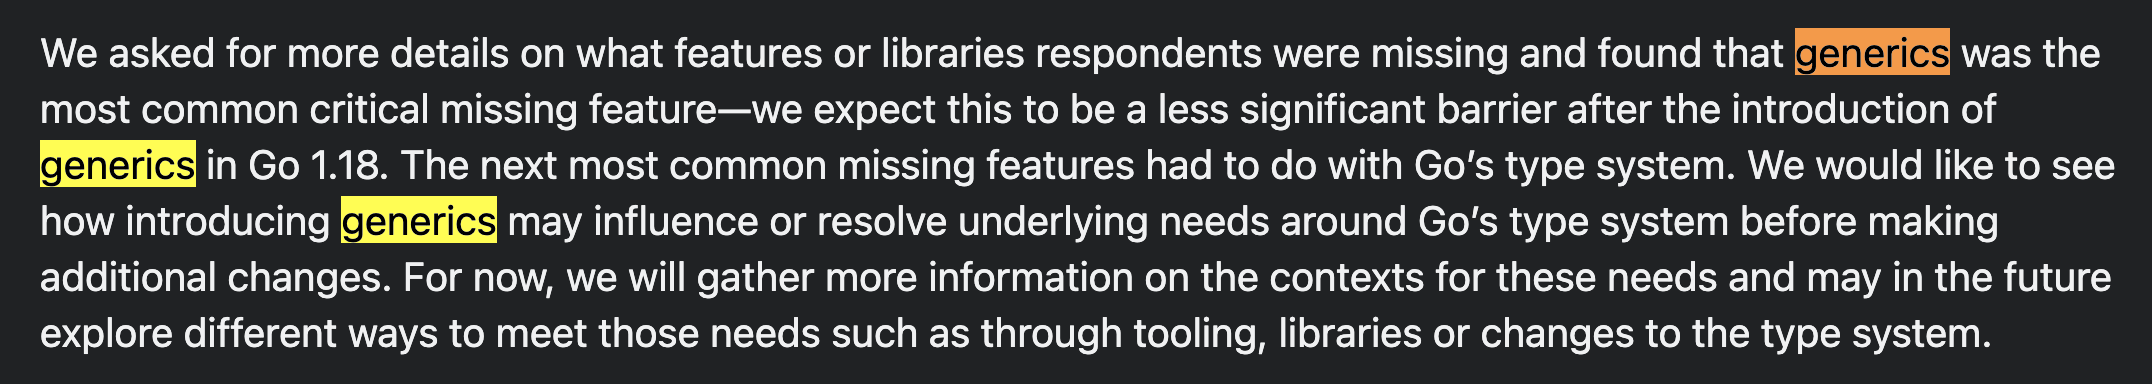 We asked for more details on what features or libraries respondents were missing and found that generics was the
most common critical missing feature—we expect this to be a less significant barrier after the introduction of
generics in Go 1.18. The next most common missing features had to do with Go’s type system. We would like to see
how introducing generics may influence or resolve underlying needs around Go’s type system before making
additional changes. For now, we will gather more information on the contexts for these needs and may in the future
explore different ways to meet those needs such as through tooling, libraries or changes to the type system.